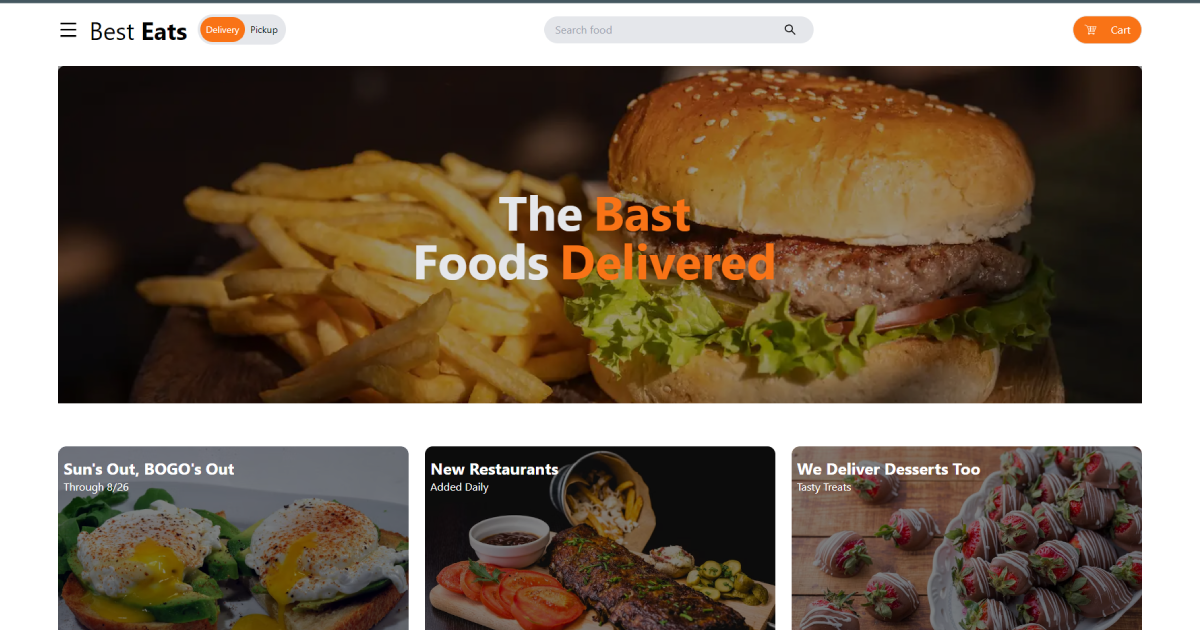 Best Eats
Delivery Pickup
Search food
Cart
The Bast
Foods Delivered
Sun's Out, BOGO's Out
Through 8/26
New Restaurants
Added Daily
We Deliver Desserts Too
Tasty Treats